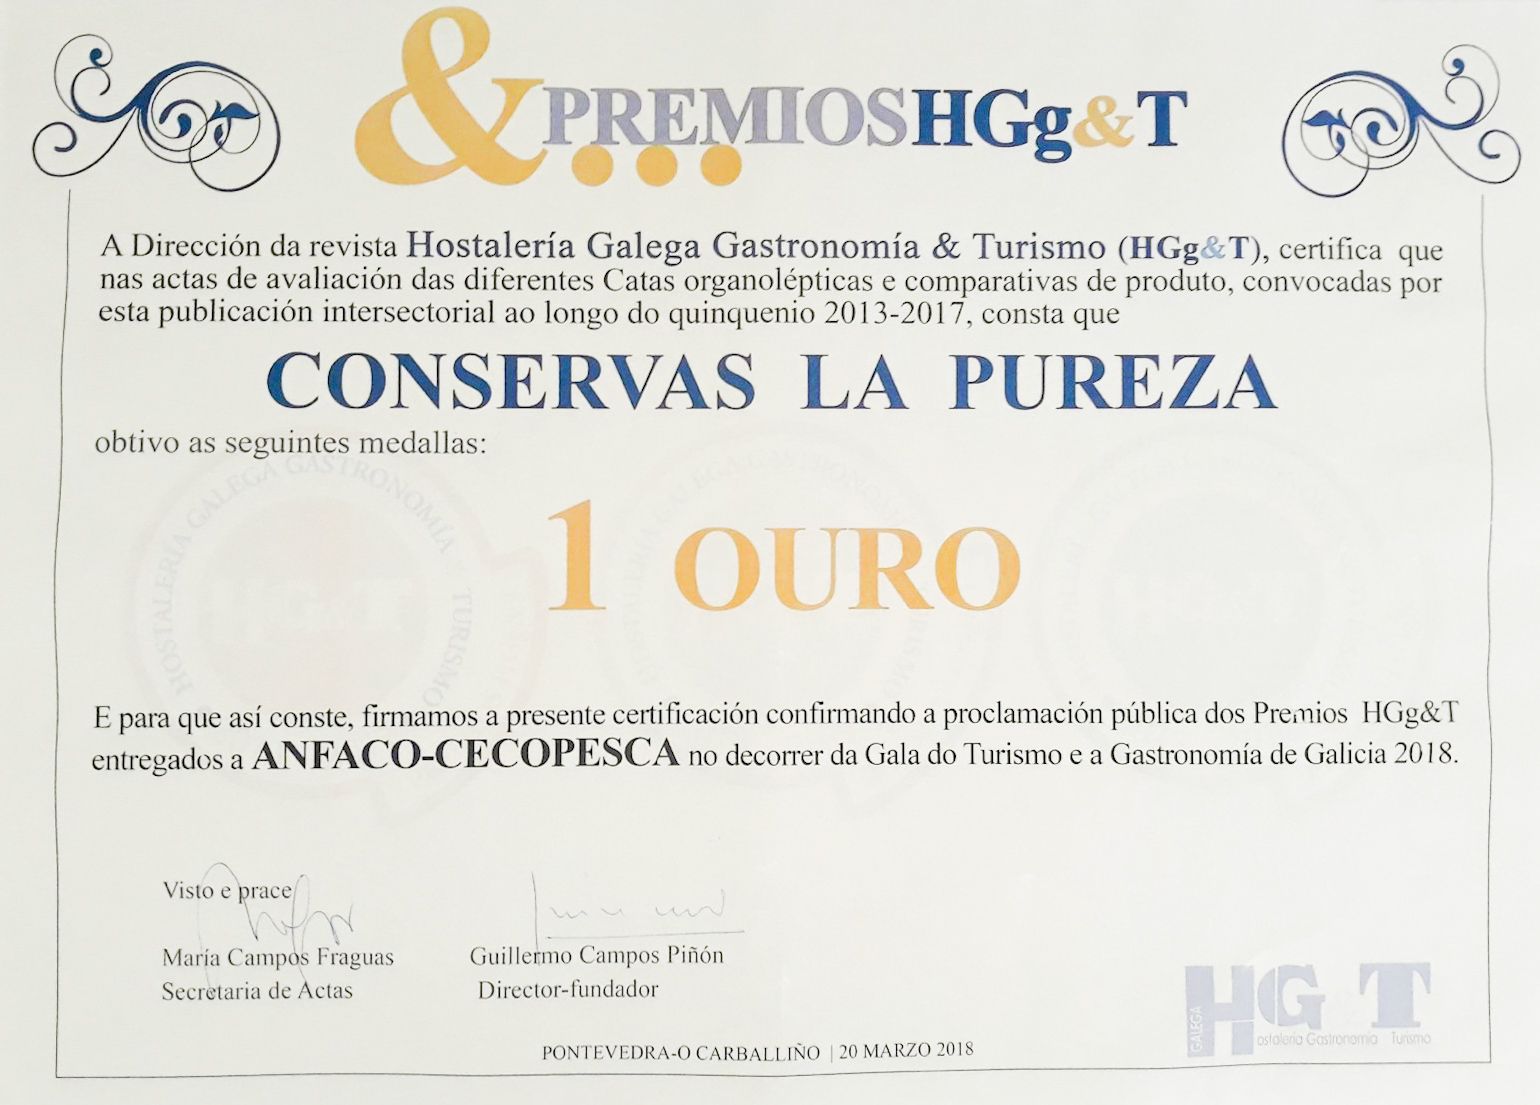 & PREMIOSHGg&T
A Dirección da revista Hostalería Galega Gastronomía & Turismo (HGg&T), certifica que
nas actas de avaliación das diferentes Catas organolépticas e comparativas de produto, convocadas por
esta publicación intersectorial ao longo do quinquenio 2013-2017, consta que
CONSERVAS LA PUREZA
obtivo as seguintes medallas:
HOSTALERÍA GALEGA GASTRONOMÍA TURISMO
1 OURO
E para que así conste, firmamos a presente certificación confirmando a proclamación pública dos Premios HGg&T
entregados a ANFACO-CECOPESCA no decorrer da Gala do Turismo e a Gastronomía de Galicia 2018.
Visto e prace
María Campos Fraguas
Secretaria de Actas
Guillermo Campos Piñón
Director-fundador
PONTEVEDRA-O CARBALLIÑO | 20 MARZO 2018
HG&T
GALEGA
ostalería Gastronomía Turismo